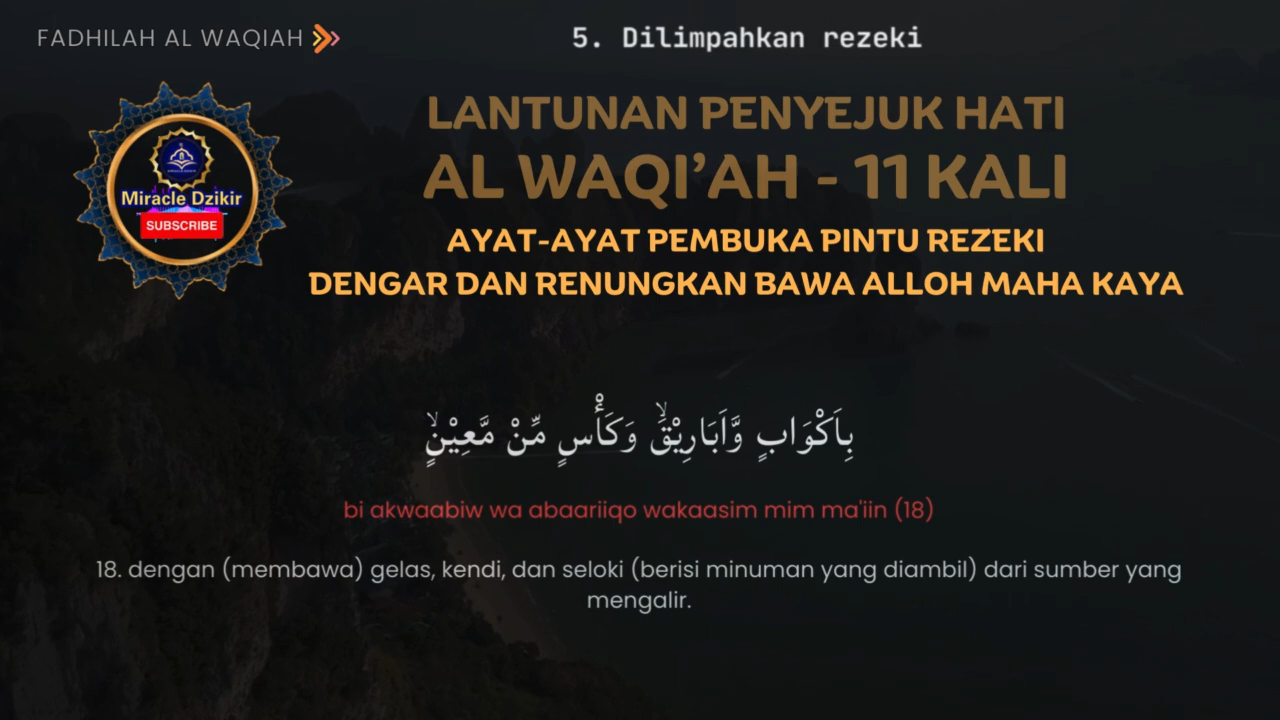 FADHILAH AL WAQIAH
5. Dilimpahkan rezeki
LANTUNAN PENYEJUK HATI
AL WAQI'AH - 11 KALI
AYAT-AYAT PEMBUKA PINTU REZEKI
DENGAR DAN RENUNGKAN BAWA ALLOH MAHA KAYA
Miracle Dzikir
SUBSCRIBE
بِاَكْوَابٍ وَّاَبَارِيْقَۙ وَكَأْسٍ مِّنْ مَّعِيْنٍۙ
bi akwaabiw wa abaariiqo wakaasim mim ma'iin (18)
18. dengan (membawa) gelas, kendi, dan seloki (berisi minuman yang diambil) dari sumber yang
mengalir.